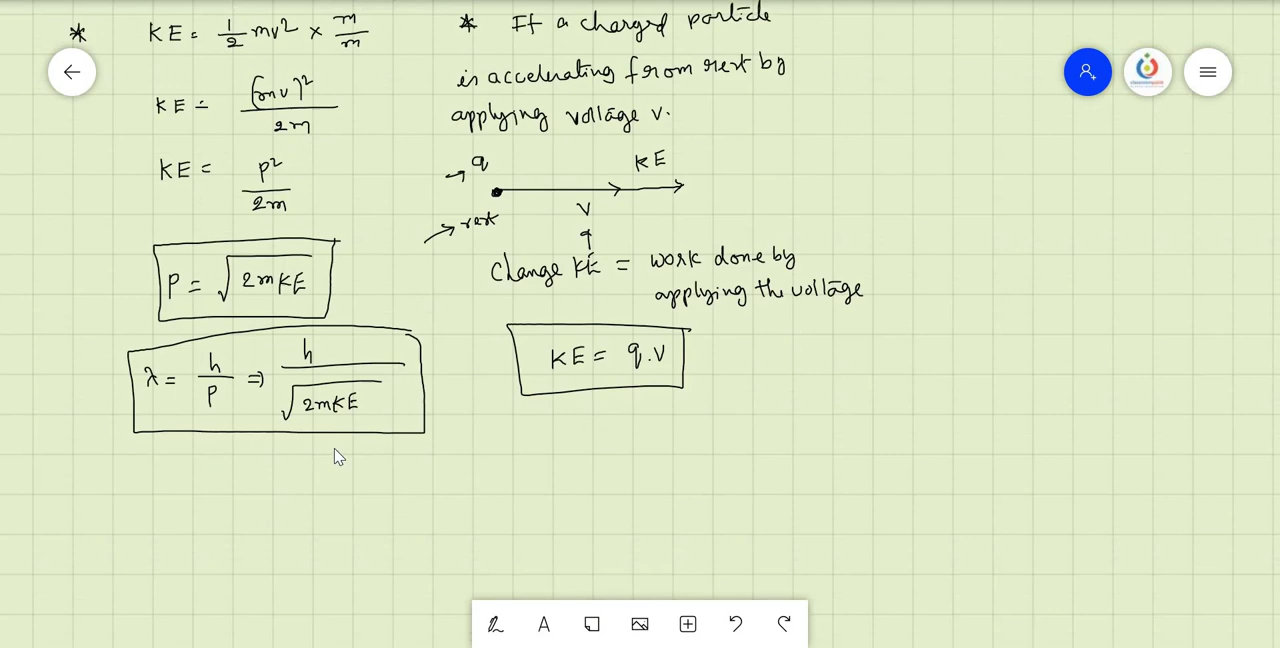 * KE = 1/2 mv² × m/m
KE = (mv)²/2m
KE = p²/2m
P = √2mKE
λ = h/P ⇒ h/√2mKE
* If a charged particle
is accelerating from rest by
applying voltage v.
→ q KE
→ rest V
Change KE = work done by
applying the voltage
KE = q.V
A